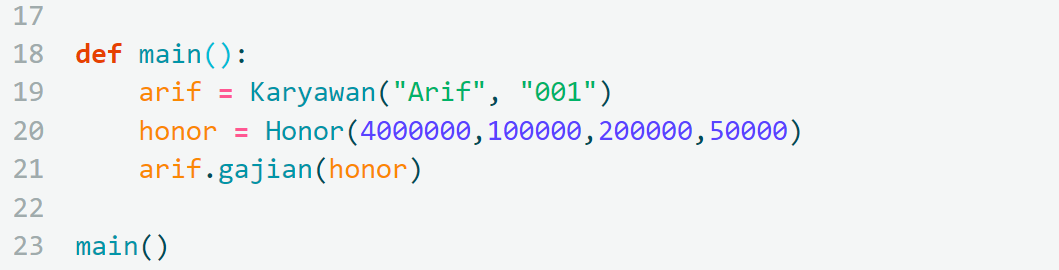 17
18 def main():
19     arif = Karyawan("Arif", "001")
20     honor = Honor(4000000,100000,200000,50000)
21     arif.gajian(honor)
22
23 main()